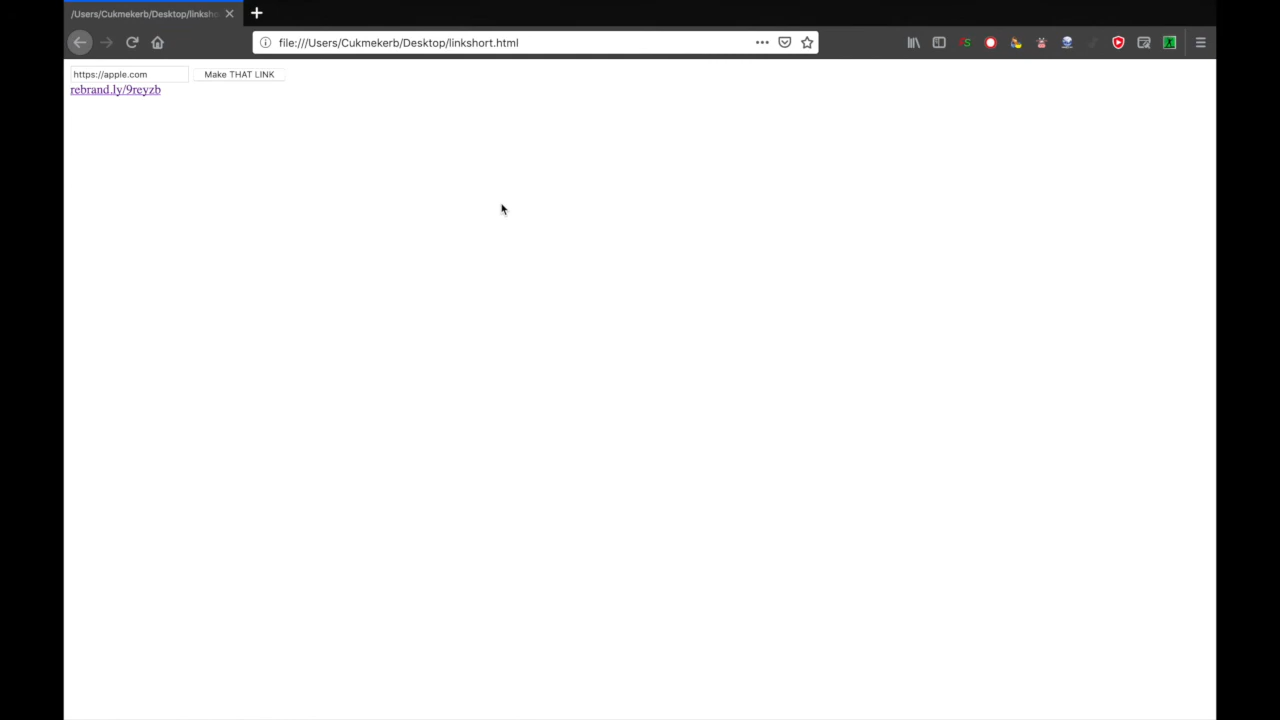 /Users/Cukmekerb/Desktop/linksho
file:///Users/Cukmekerb/Desktop/linkshort.html
https://apple.com Make THAT LINK
rebrand.ly/9reyzb